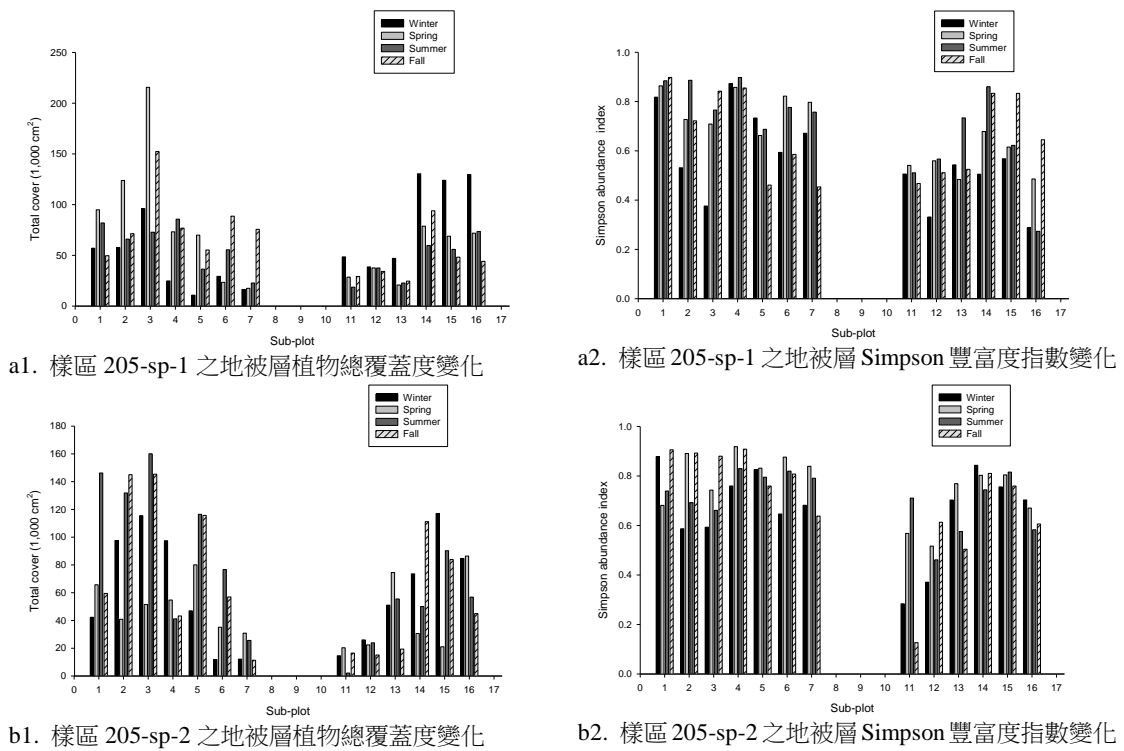 Winter
Spring
Summer
Fall
250
200
150
100
50
0
Total cover (1,000 cm²)
0 1 2 3 4 5 6 7 8 9 10 11 12 13 14 15 16 17
Sub-plot
a1. 樣區 205-sp-1 之地被層植物總覆蓋度變化
Winter
Spring
Summer
Fall
1.0
0.8
0.6
0.4
0.2
0.0
Simpson abundance index
0 1 2 3 4 5 6 7 8 9 10 11 12 13 14 15 16 17
Sub-plot
a2. 樣區 205-sp-1 之地被層 Simpson 豐富度指數變化
Winter
Spring
Summer
Fall
180
160
140
120
100
80
60
40
20
0
Total cover (1,000 cm²)
0 1 2 3 4 5 6 7 8 9 10 11 12 13 14 15 16 17
Sub-plot
b1. 樣區 205-sp-2 之地被層植物總覆蓋度變化
Winter
Spring
Summer
Fall
1.0
0.8
0.6
0.4
0.2
0.0
Simpson abundance index
0 1 2 3 4 5 6 7 8 9 10 11 12 13 14 15 16 17
Sub-plot
b2. 樣區 205-sp-2 之地被層 Simpson 豐富度指數變化